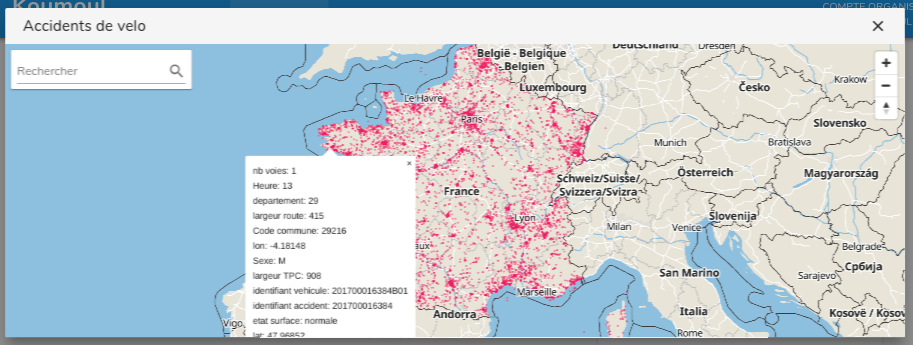 Koumoul
COMPTE ORGANIS
Accidents de velo
Rechercher
België - Belgique
- Belgien
Deutschland
Dresden
Luxembourg
Česko
Krakow
Le Havre
Paris
Slovensko
Munich
Bratislava
Österreich
Magyarország
Schweiz/Suisse/
Svizzera/Svizra
France
Lyon
Milan
Venice
Slovenija
Belgrade
Sarajevo
Србија
San Marino
Marseille
Andorra
Italia
Rome
Kosovë / Kosov
Vigo
aux
nb voies: 1
Heure: 13
departement: 29
largeur route: 415
Code commune: 29216
lon: -4.18148
Sexe: M
largeur TPC: 908
identifiant vehicule: 201700016384B01
identifiant accident: 201700016384
etat surface: normale
lat: 47.96852